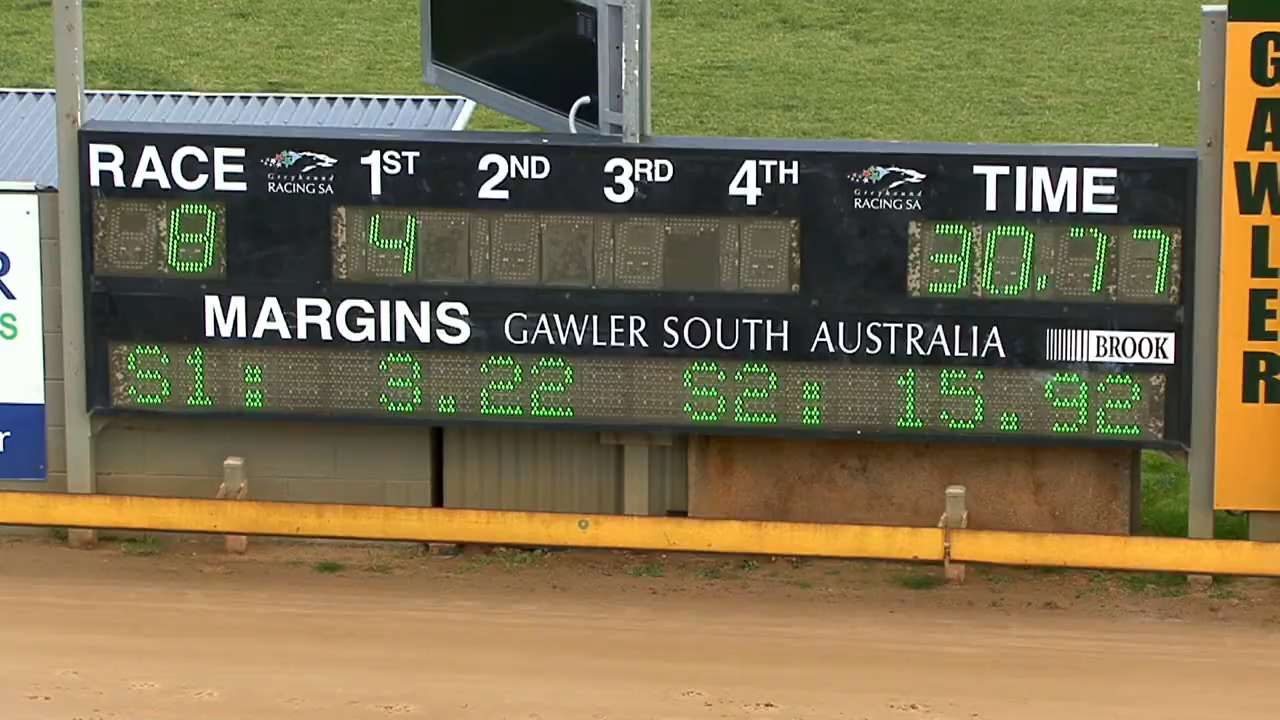 RACE
Greyhound
RACING SA
1ST 2ND 3RD 4TH
Greyhound
RACING SA
TIME
8 4 30.77
MARGINS GAWLER SOUTH AUSTRALIA BROOK
S1: 3.22 S2: 15.92
GAWLER
R
S
r